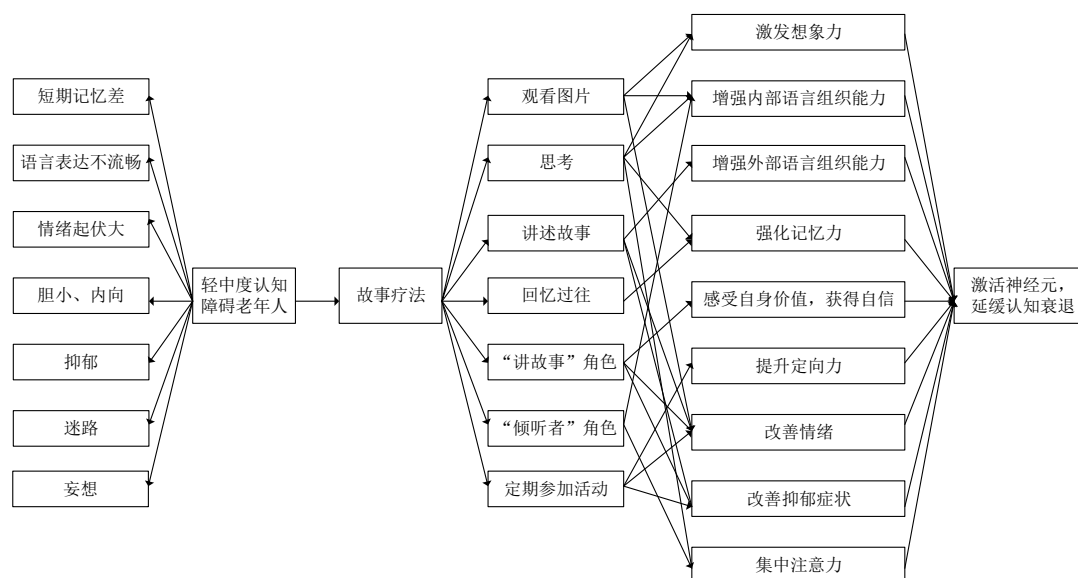 短期记忆差
语言表达不流畅
情绪起伏大
胆小、内向
抑郁
迷路
妄想
轻中度认知
障碍老年人
故事疗法
观看图片
思考
讲述故事
回忆过往
“讲故事”角色
“倾听者”角色
定期参加活动
激发想象力
增强内部语言组织能力
增强外部语言组织能力
强化记忆力
感受自身价值，获得自信
提升定向力
改善情绪
改善抑郁症状
集中注意力
激活神经元，
延缓认知衰退